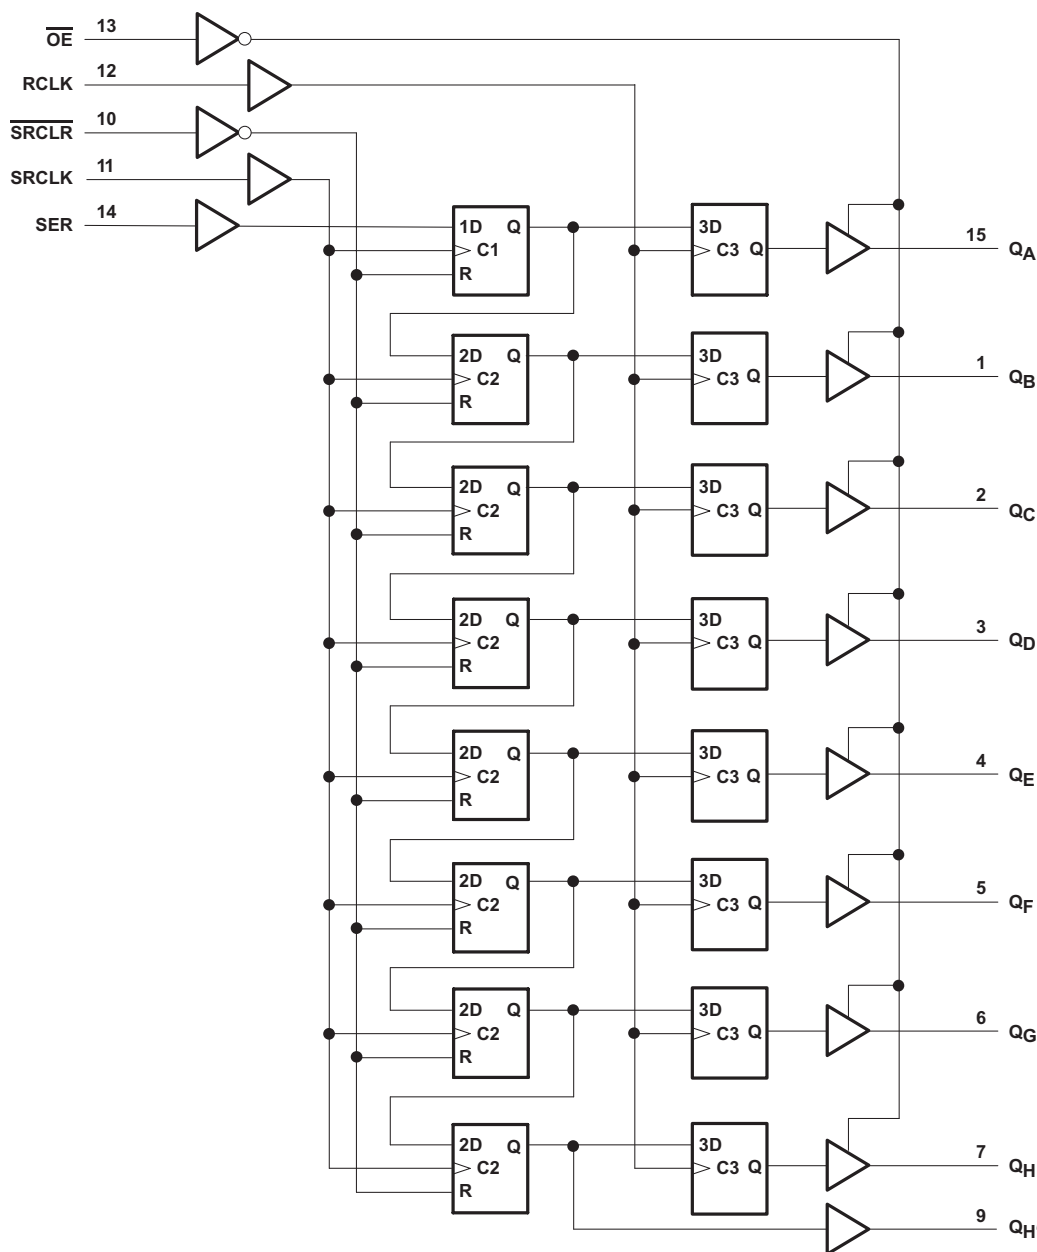 OE 13
RCLK 12
SRCLR 10
SRCLK 11
SER 14
1D Q 3D
C1 C3 Q 15 QA
R
2D Q 3D
C2 C3 Q 1 QB
R
2D Q 3D
C2 C3 Q 2 QC
R
2D Q 3D
C2 C3 Q 3 QD
R
2D Q 3D
C2 C3 Q 4 QE
R
2D Q 3D
C2 C3 Q 5 QF
R
2D Q 3D
C2 C3 Q 6 QG
R
2D Q 3D
C2 C3 Q 7 QH
R
9 QH